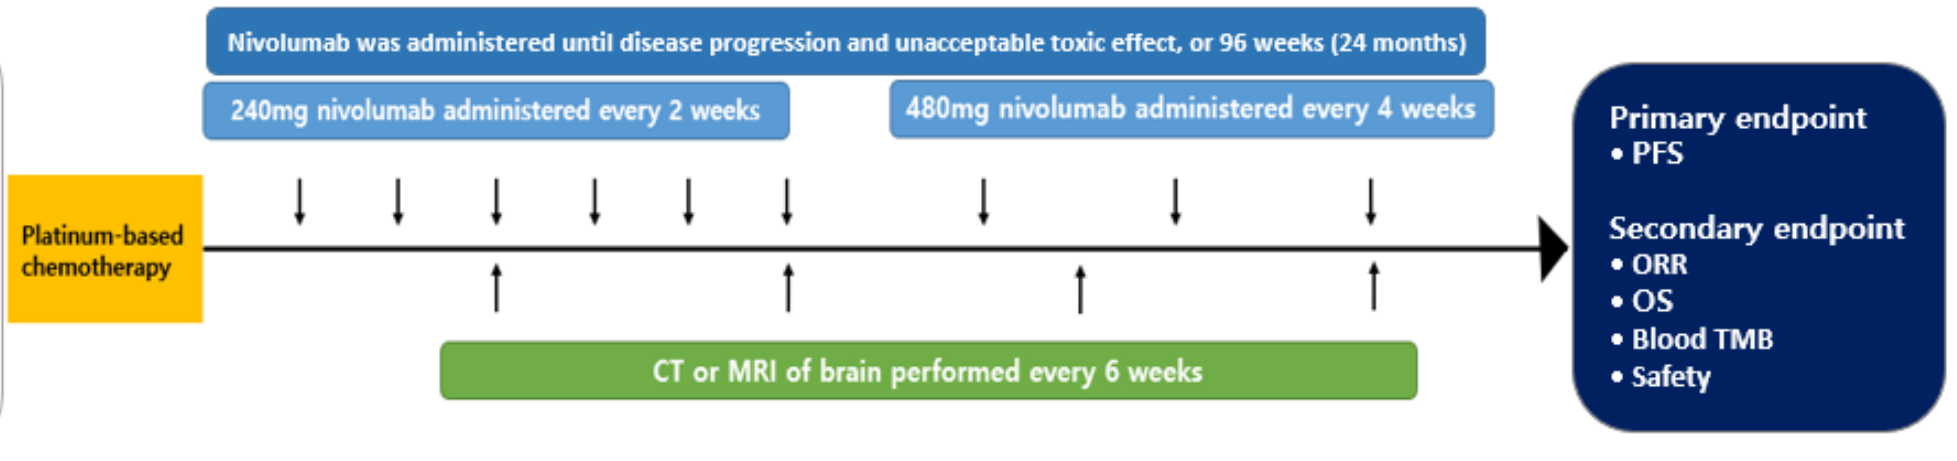 Nivolumab was administered until disease progression and unacceptable toxic effect, or 96 weeks (24 months)
240mg nivolumab administered every 2 weeks
480mg nivolumab administered every 4 weeks
Platinum-based
chemotherapy
CT or MRI of brain performed every 6 weeks
Primary endpoint
• PFS
Secondary endpoint
• ORR
• OS
• Blood TMB
• Safety